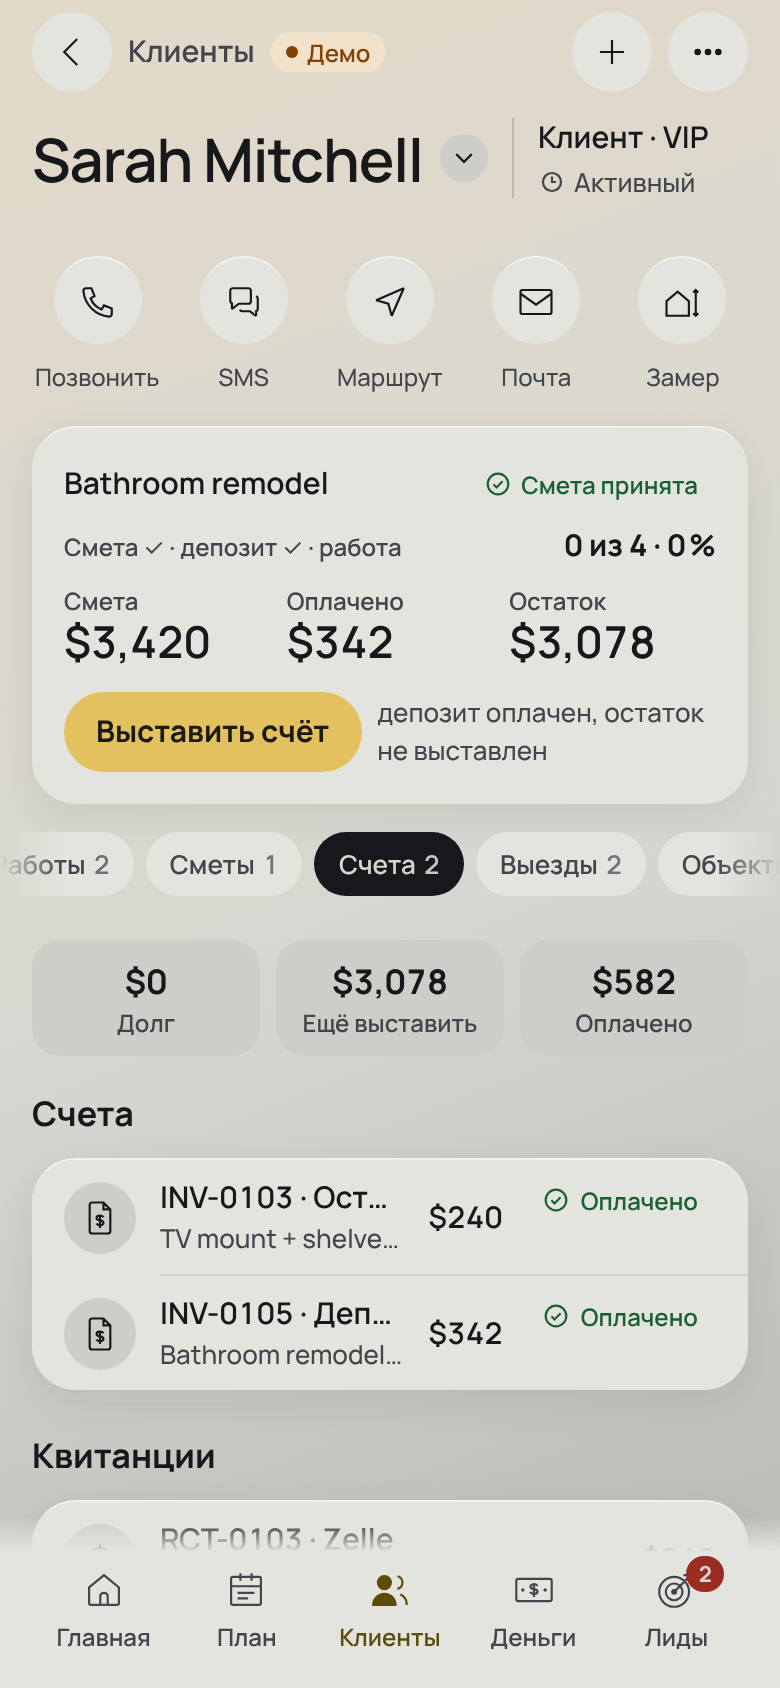 Клиенты
Демо
Sarah Mitchell
Клиент · VIP
Активный
Позвонить
SMS
Маршрут
Почта
Замер
Bathroom remodel
Смета принята
Смета ✓ · депозит ✓ · работа
0 из 4 · 0%
Смета
Оплачено
Остаток
$3,420
$342
$3,078
Выставить счёт
депозит оплачен, остаток
не выставлен
аботы 2
Сметы 1
Счета 2
Выезды 2
Объект
$0
Долг
$3,078
Ещё выставить
$582
Оплачено
Счета
INV-0103 · Ост...
TV mount + shelve...
$240
Оплачено
INV-0105 · Деп...
Bathroom remodel...
$342
Оплачено
Квитанции
RCT-0103 · Zelle
2
Главная
План
Клиенты
Деньги
Лиды